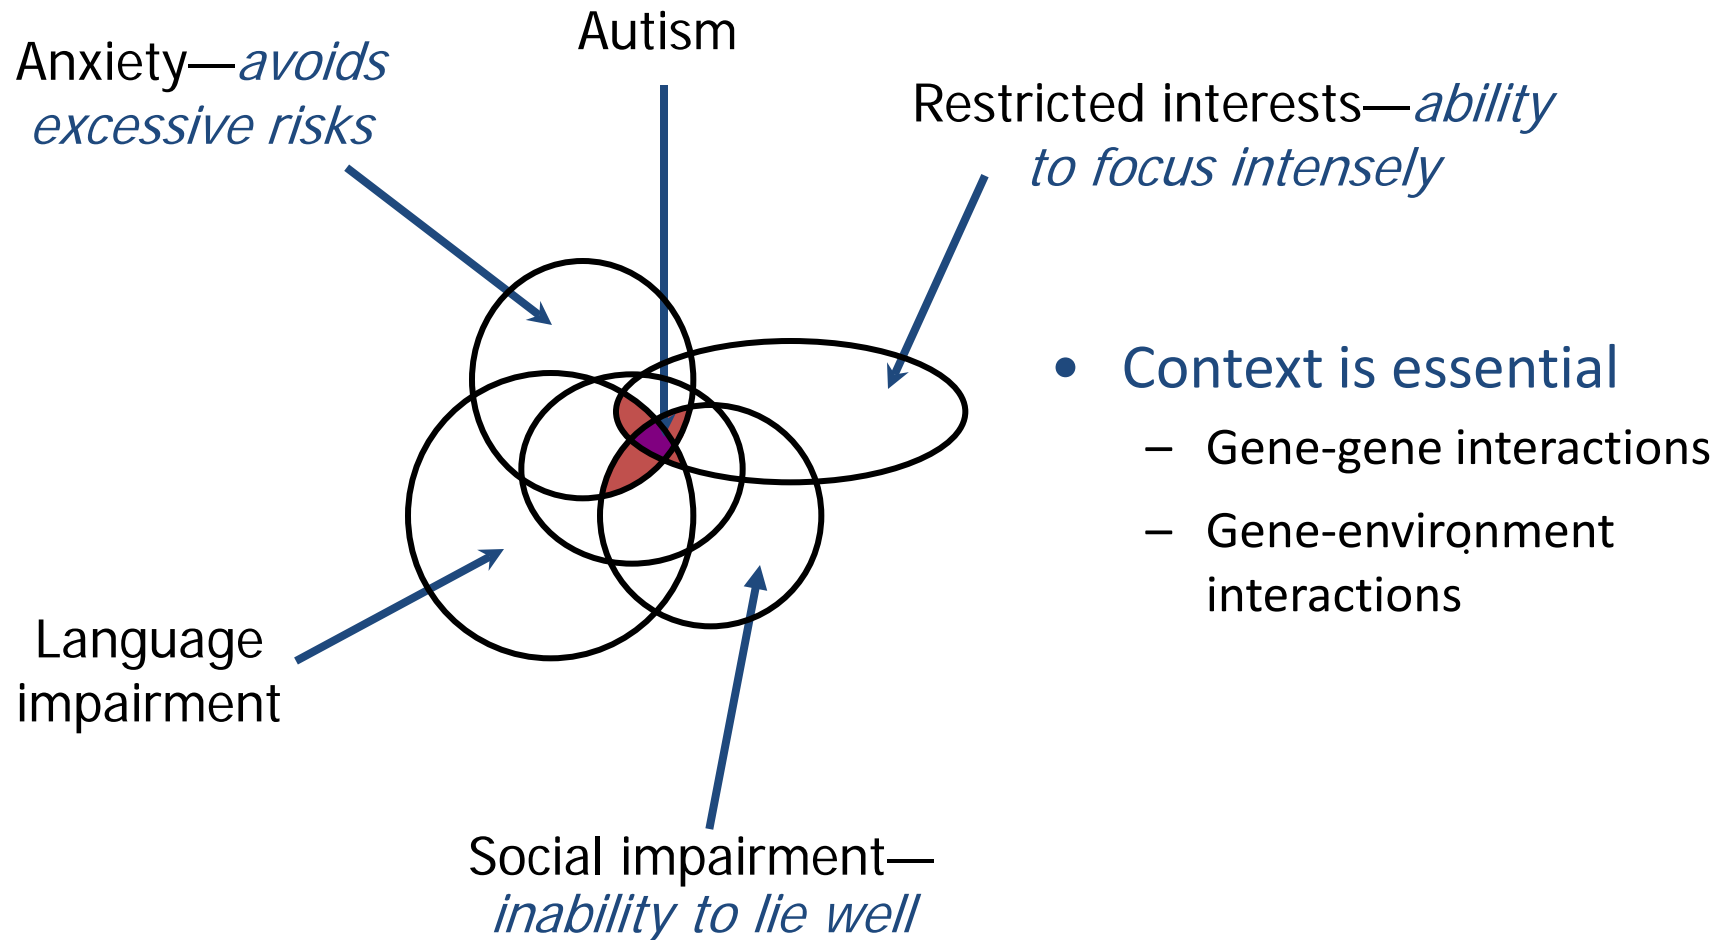 Autism
Anxiety—avoids
excessive risks
Restricted interests—ability
to focus intensely
• Context is essential
– Gene-gene interactions
– Gene-environment
interactions
Language
impairment
Social impairment—
inability to lie well